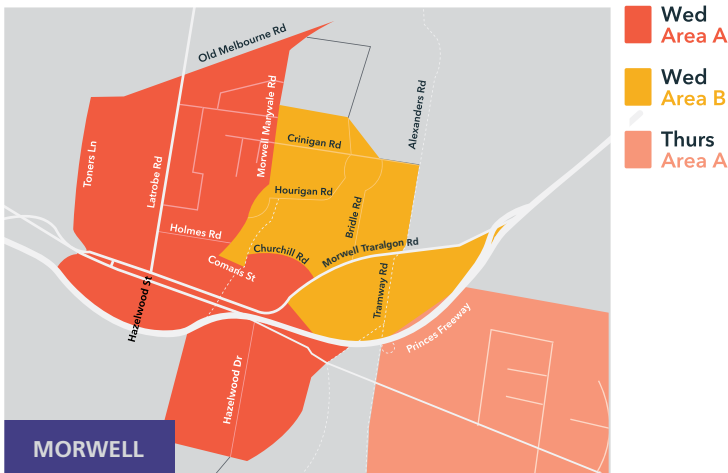 Wed
Area A
Wed
Area B
Thurs
Area A
Old Melbourne Rd
Alexanders Rd
Morwell Maryvale Rd
Crinigan Rd
Toners Ln
Latrobe Rd
Hourigan Rd
Bridle Rd
Holmes Rd
Churchill Rd
Morwell Traralgon Rd
Comans St
Tramway Rd
Hazelwood St
Princes Freeway
Hazelwood Dr
MORWELL